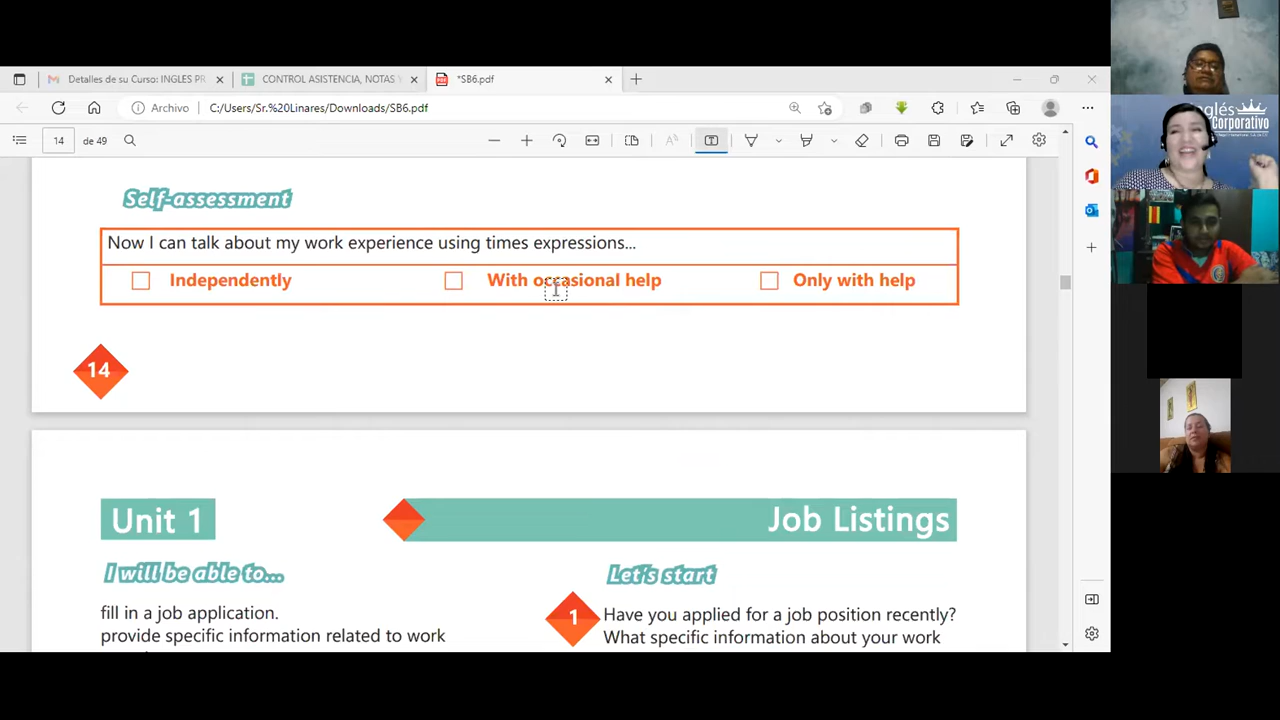 Detalles de su Curso: INGLES PR
CONTROL ASISTENCIA, NOTAS Y
*SB6.pdf
Archivo
C:/Users/Sr.%20Linares/Downloads/SB6.pdf
14 de 49
Self-assessment
Now I can talk about my work experience using times expressions...
Independently With occasional help Only with help
14
Unit 1 Job Listings
I will be able to... Let's start
fill in a job application. 1 Have you applied for a job position recently?
provide specific information related to work What specific information about your work
Inglés
Corporativo